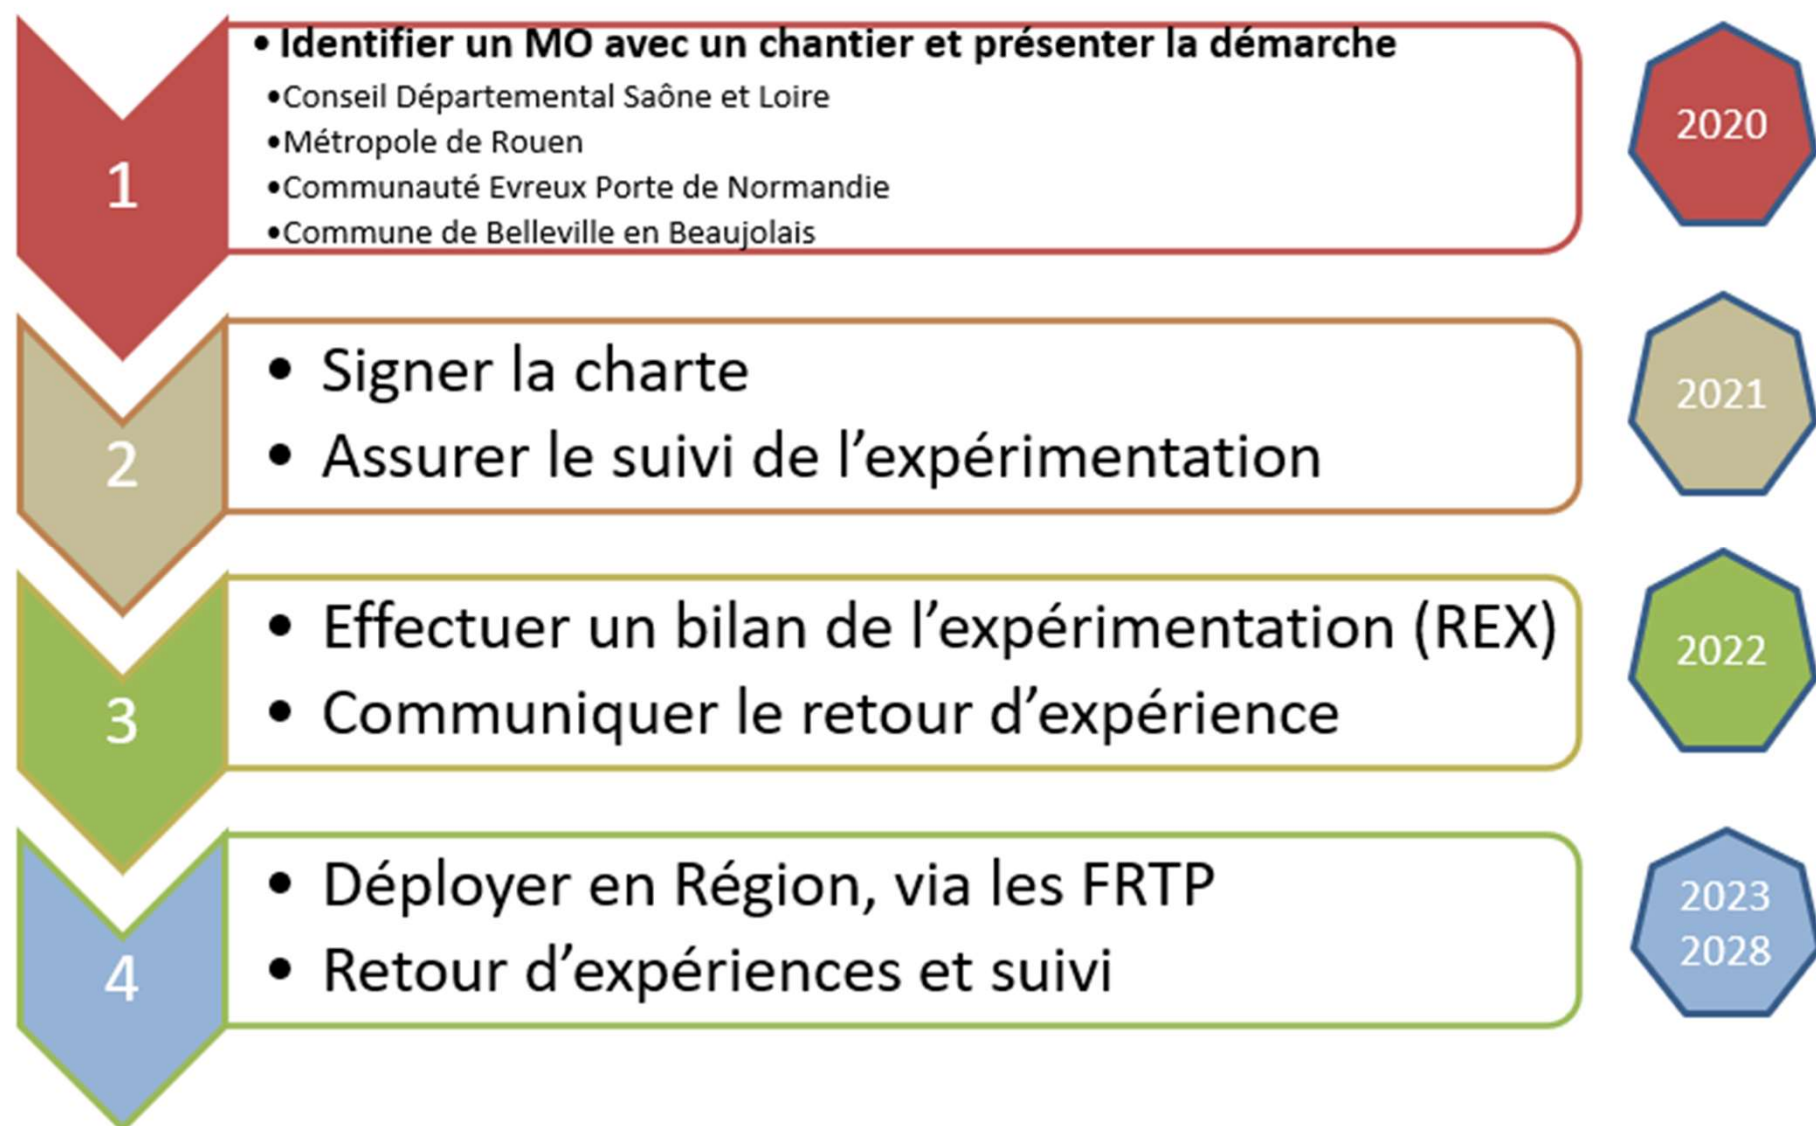 1
• Identifier un MO avec un chantier et présenter la démarche
•Conseil Départemental Saône et Loire
•Métropole de Rouen
•Communauté Evreux Porte de Normandie
•Commune de Belleville en Beaujolais
2020
2
• Signer la charte
• Assurer le suivi de l’expérimentation
2021
3
• Effectuer un bilan de l’expérimentation (REX)
• Communiquer le retour d’expérience
2022
4
• Déployer en Région, via les FRTP
• Retour d’expériences et suivi
2023
2028